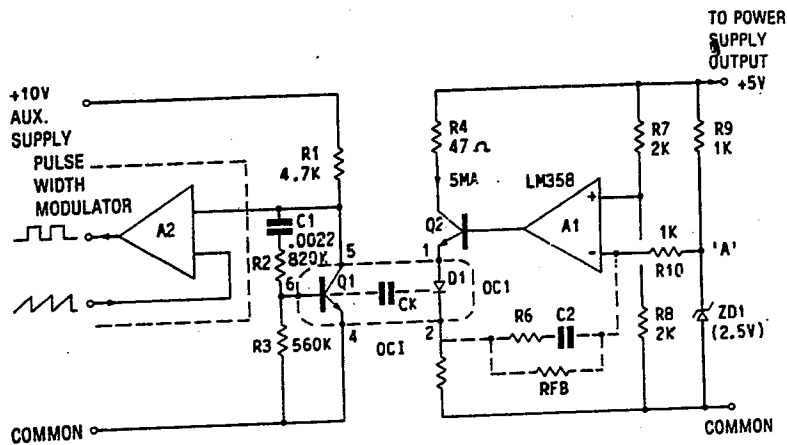 TO POWER
SUPPLY
OUTPUT
+5V
+10V
AUX.
SUPPLY
PULSE
WIDTH
MODULATOR
R1
4.7K
R4
47 Ω
5MA
LM358
R7
2K
R9
1K
A2
C1
.0022
R2
820K
5
Q2
A1
+
-
1K
R10
'A'
6
Q1
1
D1
OC1
CK
R3
560K
4
OCI
2
R6
C2
RFB
R8
2K
ZD1
(2.5V)
COMMON
COMMON